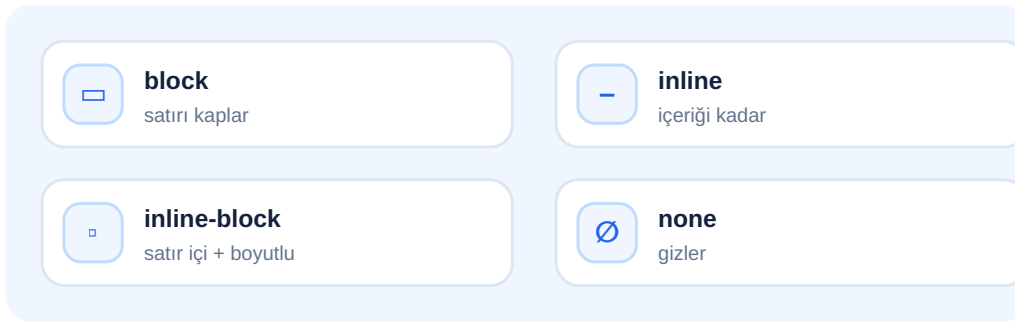 block
satırı kaplar
inline
içeriği kadar
inline-block
satır içi + boyutlu
none
gizler